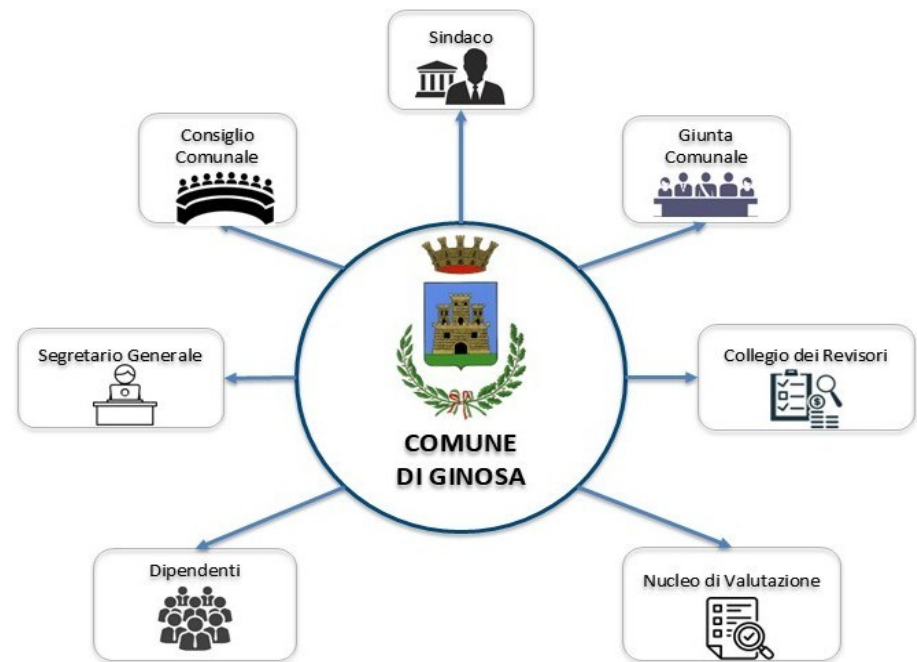 Sindaco
Consiglio
Comunale
Giunta
Comunale
Segretario Generale
Collegio dei Revisori
COMUNE
DI GINOSA
Dipendenti
Nucleo di Valutazione